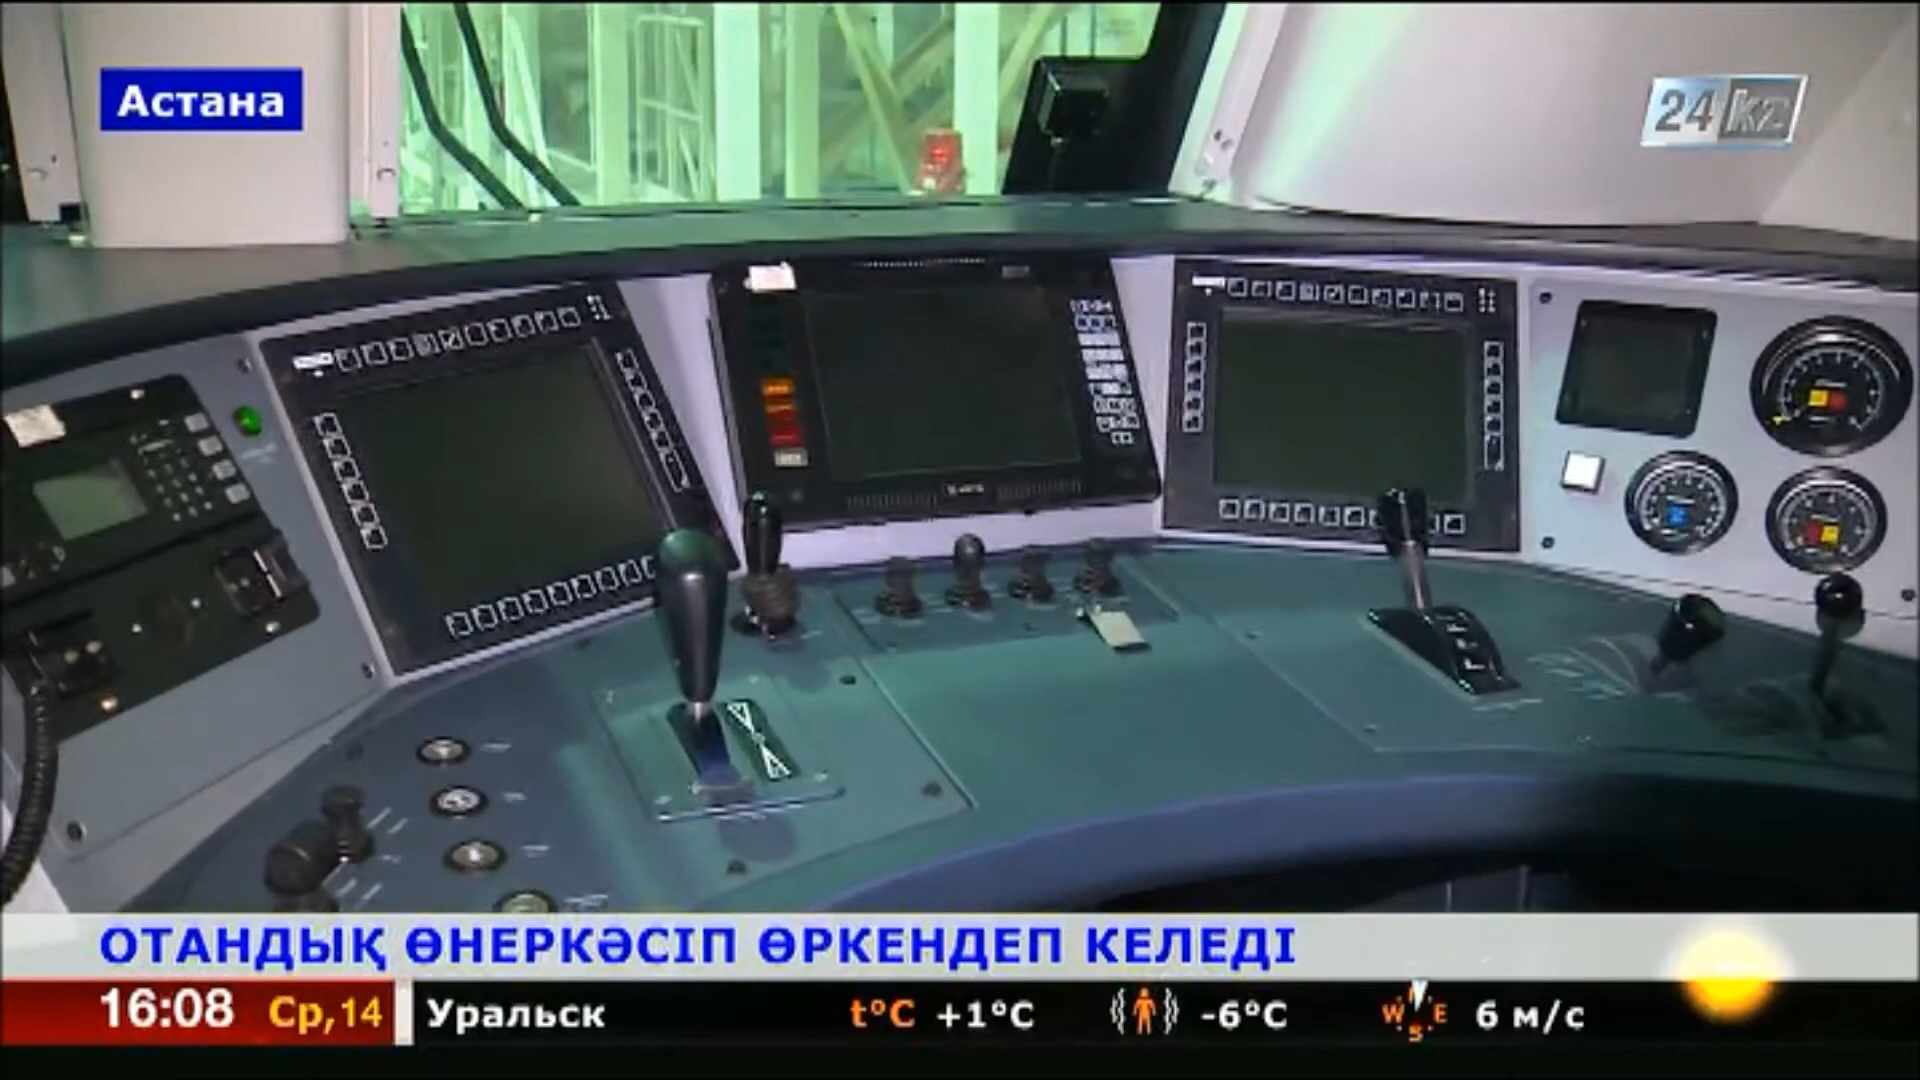 Астана
24 kz
ОТАНДЫҚ ӨНЕРКӘСІП ӨРКЕНДЕП КЕЛЕДІ
16:08 Ср,14 Уральск t°C +1°C -6°C W S E 6 м/с